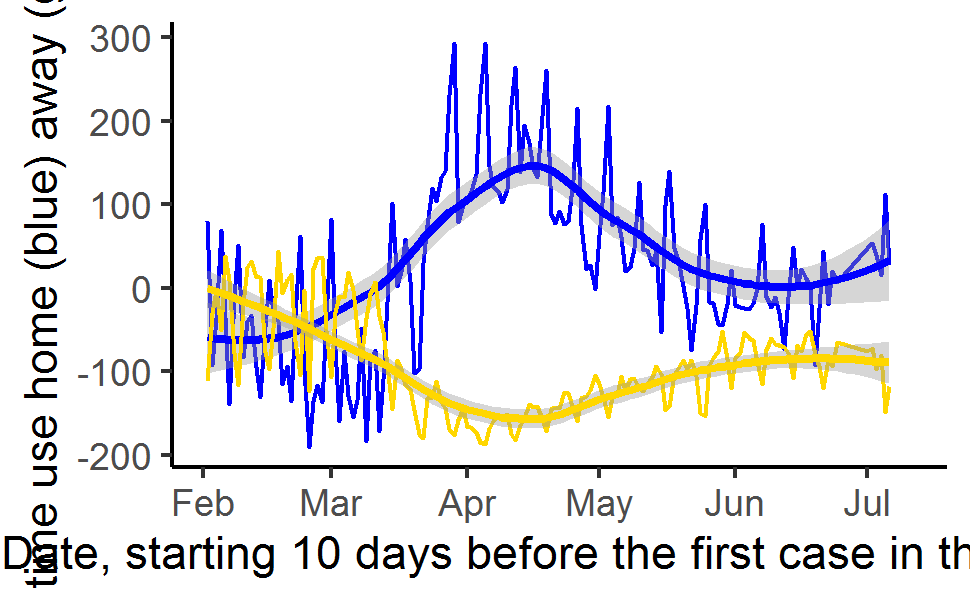 time use home (blue) away (
300
200
100
0
-100
-200
Feb Mar Apr May Jun Jul
Date, starting 10 days before the first case in th